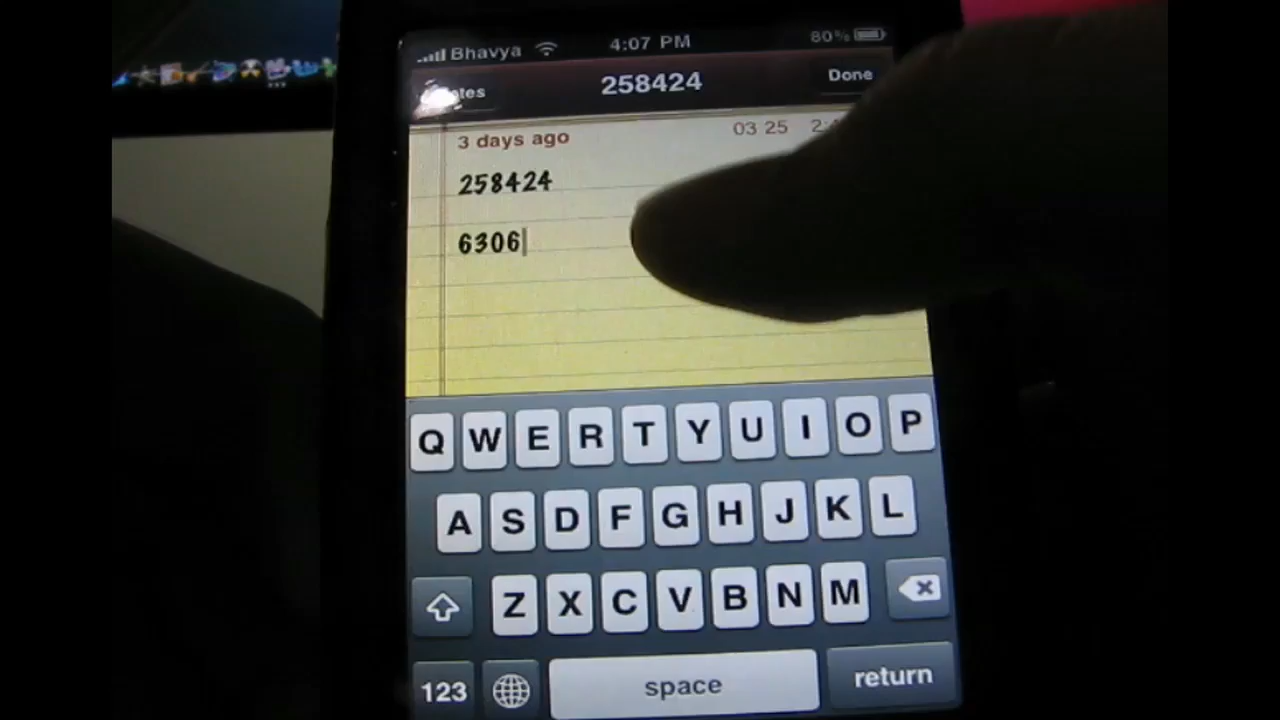 Bhavya 4:07 PM 80%
258424 Done
3 days ago 03 25
258424
6306
Q W E R T Y U I O P
A S D F G H J K L
Z X C V B N M
123 space return